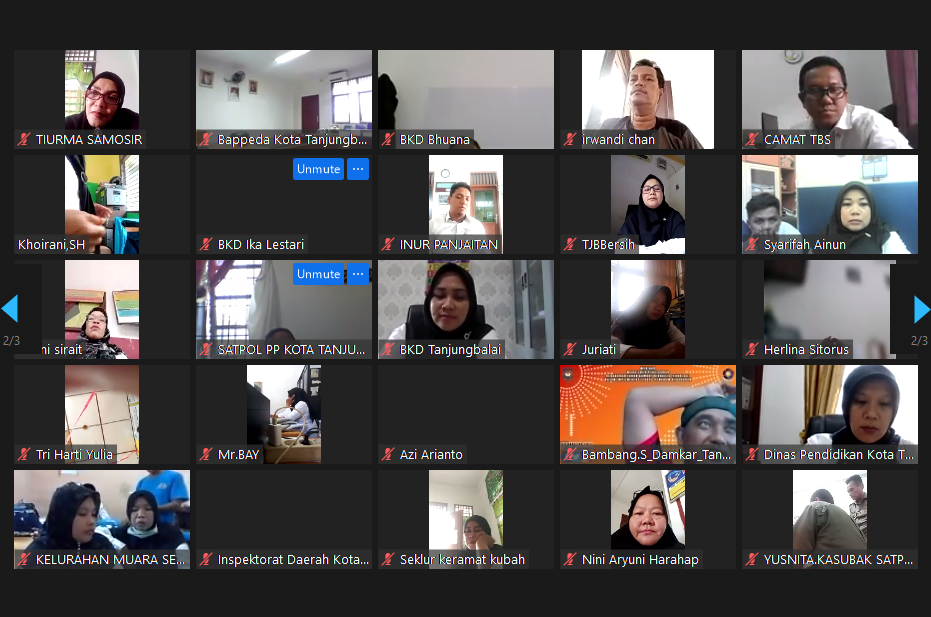 TIURMA SAMOSIR
Bappeda Kota Tanjungb...
BKD Bhuana
irwandi chan
CAMAT TBS
Khoirani,SH
Unmute ...
BKD Ika Lestari
INUR PANJAITAN
TJBBersih
Syarifah Ainun
ni sirait
Unmute ...
SATPOL PP KOTA TANJU...
BKD Tanjungbalai
Juriati
Herlina Sitorus
2/3
2/3
Tri Harti Yulia
Mr.BAY
Azi Arianto
Bambang.S_Damkar_Tan...
Dinas Pendidikan Kota T...
KELURAHAN MUARA SE...
Inspektorat Daerah Kota...
Seklur keramat kubah
Nini Aryuni Harahap
YUSNITA.KASUBAK SATP...